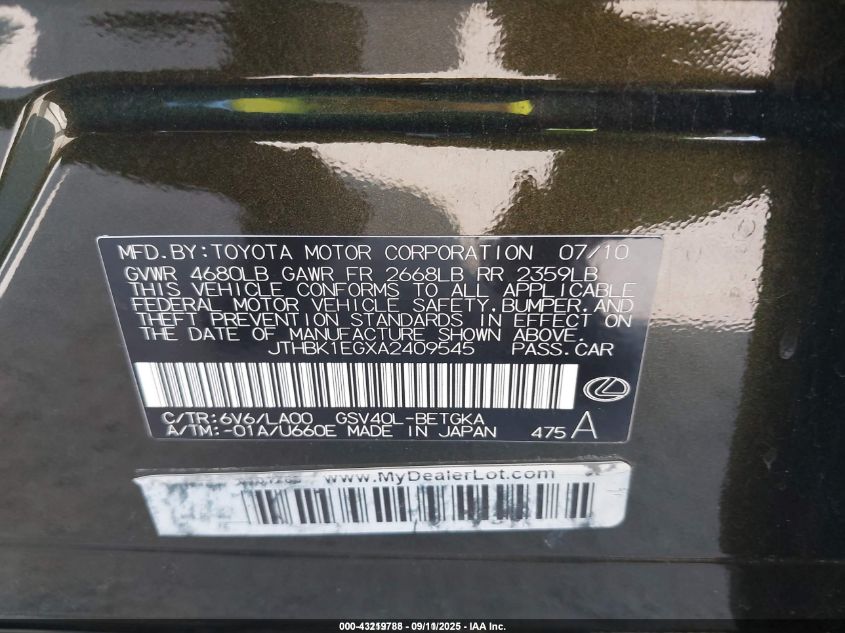 MFD.BY:TOYOTA MOTOR CORPORATION 07/10
GVWR 4680LB GAWR FR 2668LB RR 2359LB
THIS VEHICLE CONFORMS TO ALL APPLICABLE
FEDERAL MOTOR VEHICLE SAFETY,BUMPER,AND
THEFT PREVENTION STANDARDS IN EFFECT ON
THE DATE OF MANUFACTURE SHOWN ABOVE.
JTHBK1EGXA2409545 PASS.CAR
C/TR:6V6/LA00 GSV40L-BETGKA
A/TM:-01A/U660E MADE IN JAPAN 475 A
www.MyDealerLot.com
000-43219788 - 09/11/2025 - IAA Inc.